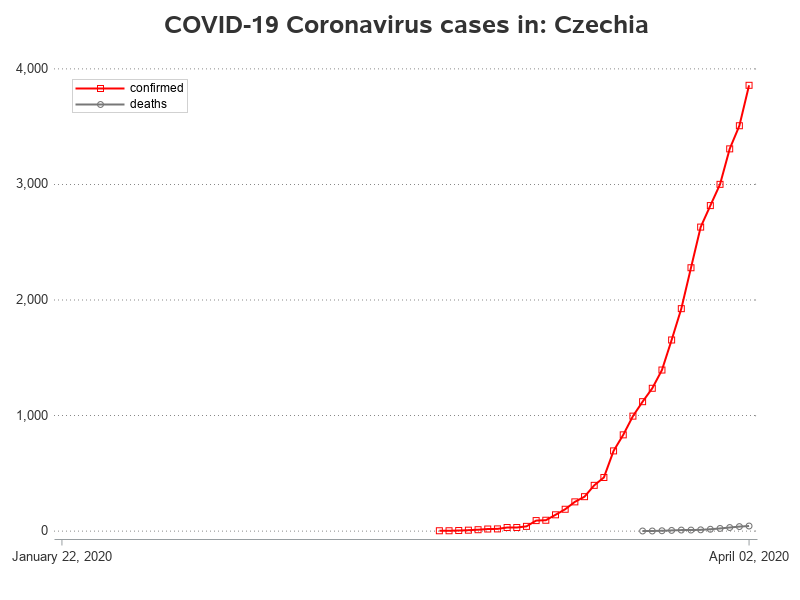 COVID-19 Coronavirus cases in: Czechia
4,000
confirmed
deaths
3,000
2,000
1,000
0
January 22, 2020 April 02, 2020